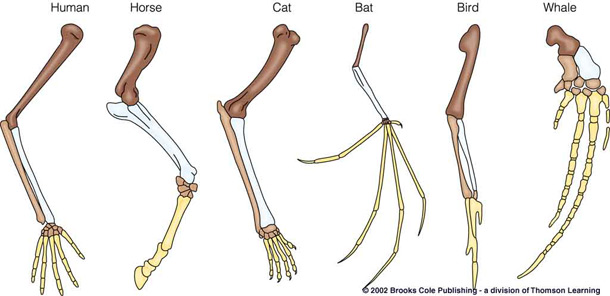 Human Horse Cat Bat Bird Whale
© 2002 Brooks Cole Publishing - a division of Thomson Learning